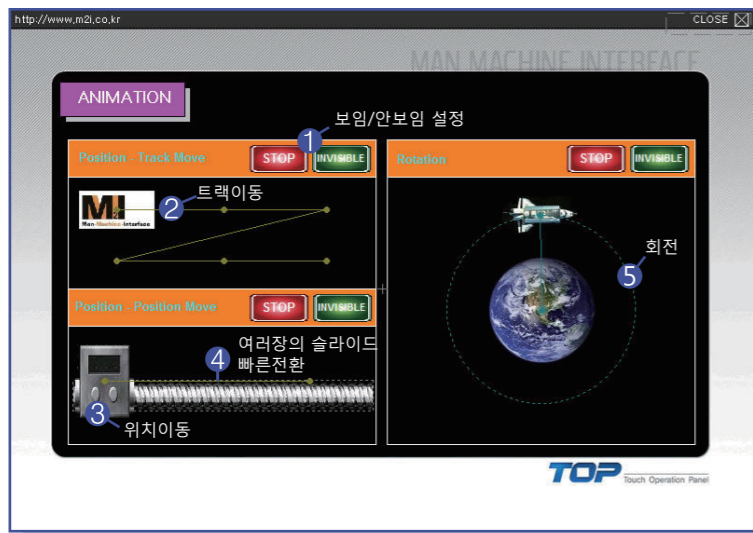 http://www,m2i,co,kr
CLOSE
MAN MACHINE INTERFACE
ANIMATION
1 보임/안보임 설정
Position - Track Move
STOP
INVISIBLE
Rotation
STOP
INVISIBLE
MI
Man-Machine-Interface
2 트랙이동
5 회전
Position - Position Move
STOP
INVISIBLE
4 여러장의 슬라이드
빠른전환
3 위치이동
TOP Touch Operation Panel